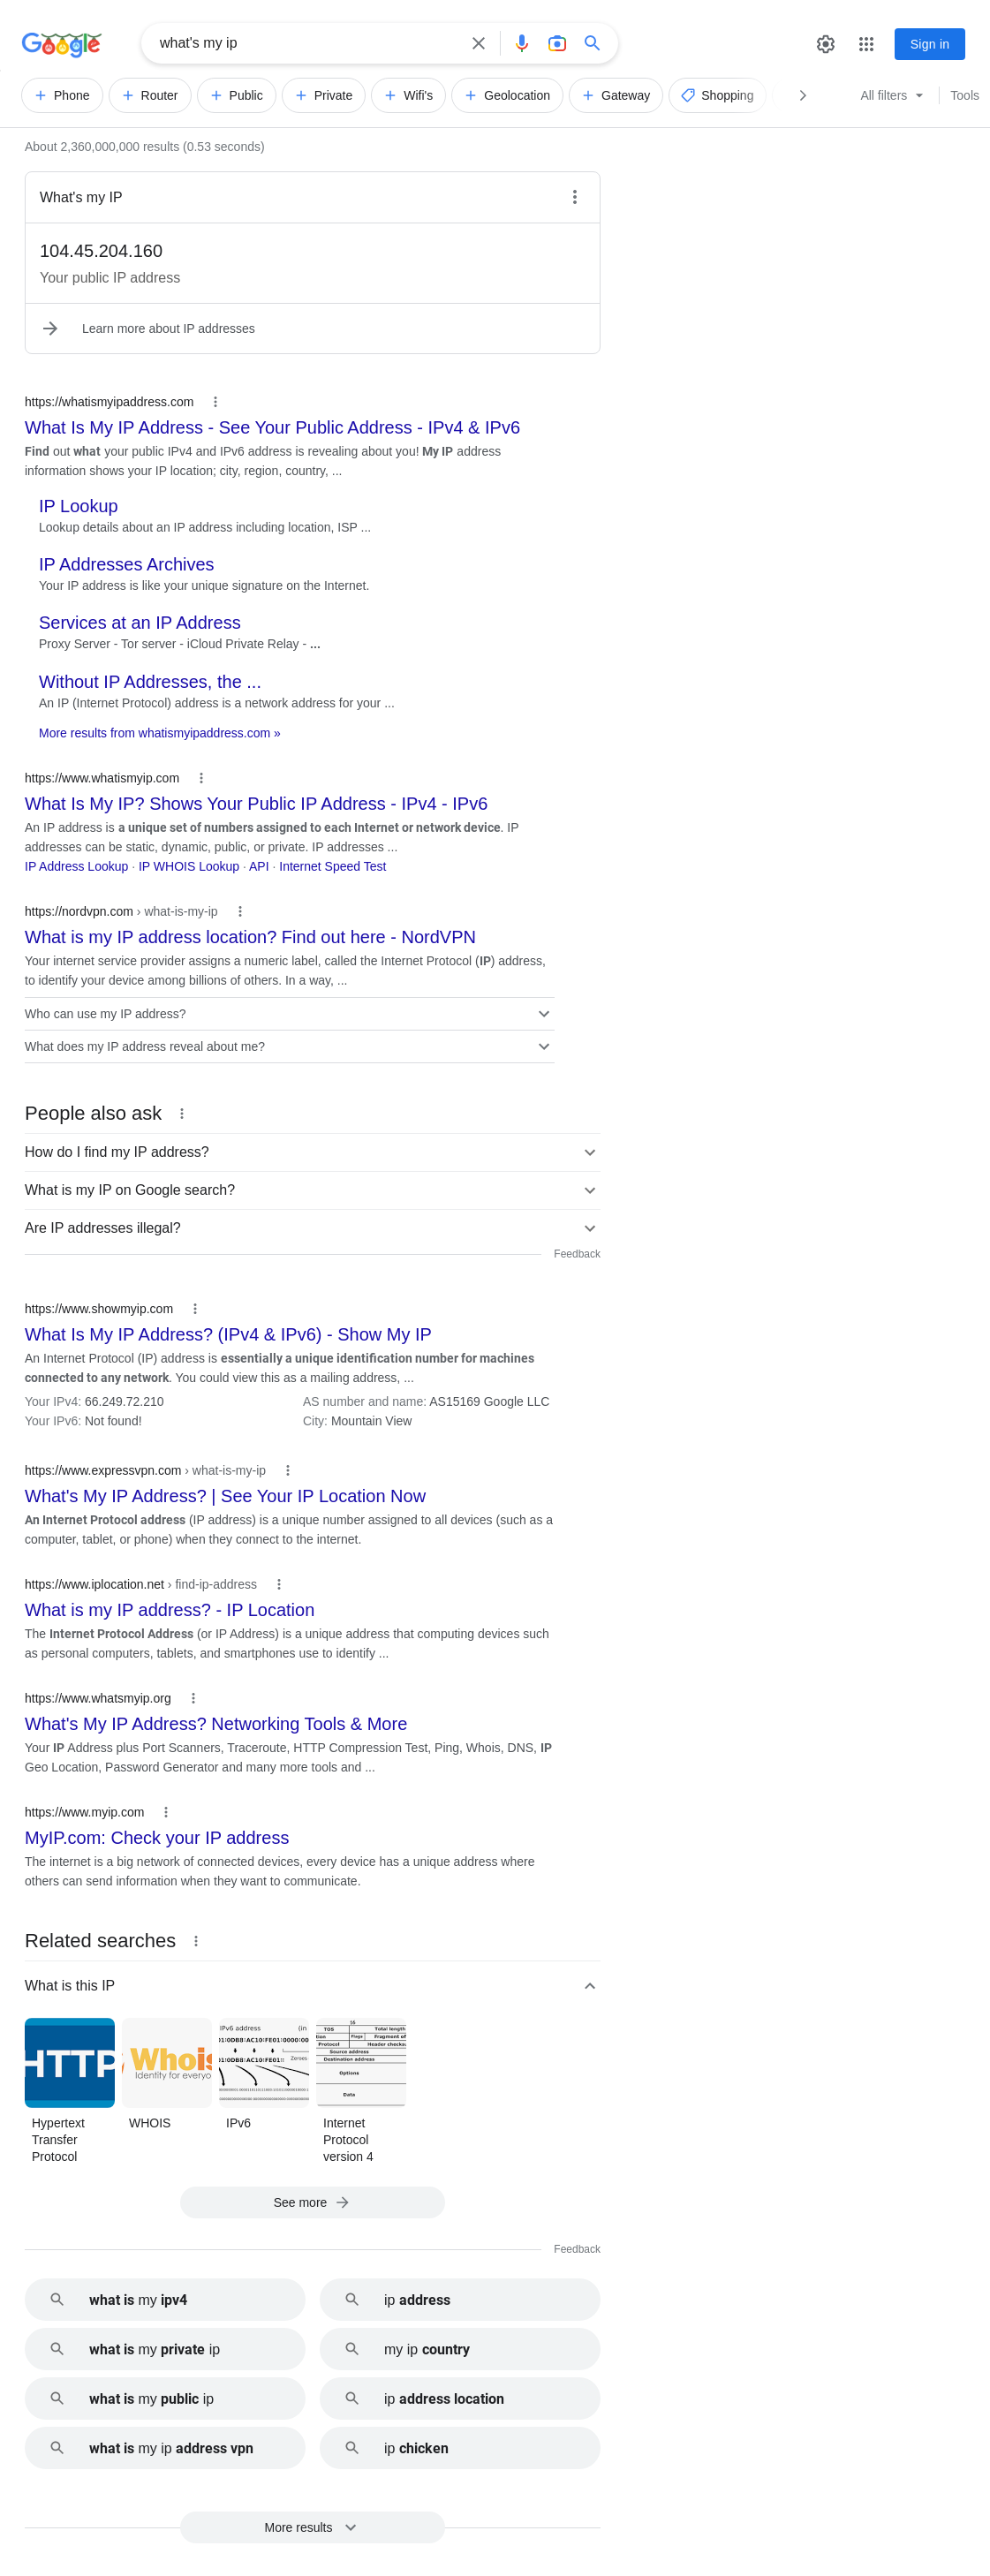 Google
what's my ip
Sign in
Phone
Router
Public
Private
Wifi's
Geolocation
Gateway
Shopping
All filters
Tools
About 2,360,000,000 results (0.53 seconds)
What's my IP
104.45.204.160
Your public IP address
Learn more about IP addresses
https://whatismyipaddress.com
What Is My IP Address - See Your Public Address - IPv4 & IPv6
Find out what your public IPv4 and IPv6 address is revealing about you! My IP address
information shows your IP location; city, region, country, ...
IP Lookup
Lookup details about an IP address including location, ISP ...
IP Addresses Archives
Your IP address is like your unique signature on the Internet.
Services at an IP Address
Proxy Server - Tor server - iCloud Private Relay - ...
Without IP Addresses, the ...
An IP (Internet Protocol) address is a network address for your ...
More results from whatismyipaddress.com »
https://www.whatismyip.com
What Is My IP? Shows Your Public IP Address - IPv4 - IPv6
An IP address is a unique set of numbers assigned to each Internet or network device. IP
addresses can be static, dynamic, public, or private. IP addresses ...
IP Address Lookup · IP WHOIS Lookup · API · Internet Speed Test
https://nordvpn.com › what-is-my-ip
What is my IP address location? Find out here - NordVPN
Your internet service provider assigns a numeric label, called the Internet Protocol (IP) address,
to identify your device among billions of others. In a way, ...
Who can use my IP address?
What does my IP address reveal about me?
People also ask
How do I find my IP address?
What is my IP on Google search?
Are IP addresses illegal?
Feedback
https://www.showmyip.com
What Is My IP Address? (IPv4 & IPv6) - Show My IP
An Internet Protocol (IP) address is essentially a unique identification number for machines
connected to any network. You could view this as a mailing address, ...
Your IPv4: 66.249.72.210
AS number and name: AS15169 Google LLC
Your IPv6: Not found!
City: Mountain View
https://www.expressvpn.com › what-is-my-ip
What's My IP Address? | See Your IP Location Now
An Internet Protocol address (IP address) is a unique number assigned to all devices (such as a
computer, tablet, or phone) when they connect to the internet.
https://www.iplocation.net › find-ip-address
What is my IP address? - IP Location
The Internet Protocol Address (or IP Address) is a unique address that computing devices such
as personal computers, tablets, and smartphones use to identify ...
https://www.whatsmyip.org
What's My IP Address? Networking Tools & More
Your IP Address plus Port Scanners, Traceroute, HTTP Compression Test, Ping, Whois, DNS, IP
Geo Location, Password Generator and many more tools and ...
https://www.myip.com
MyIP.com: Check your IP address
The internet is a big network of connected devices, every device has a unique address where
others can send information when they want to communicate.
Related searches
What is this IP
HTTP
Whois
Identity for everyo
IPv6 address (in
Zeroes
16
TOS Total length
Flags Fragment of
Protocol Header checksu
Source address
Destination address
Options
Data
Hypertext
Transfer
Protocol
WHOIS
IPv6
Internet
Protocol
version 4
See more
Feedback
what is my ipv4
ip address
what is my private ip
my ip country
what is my public ip
ip address location
what is my ip address vpn
ip chicken
More results